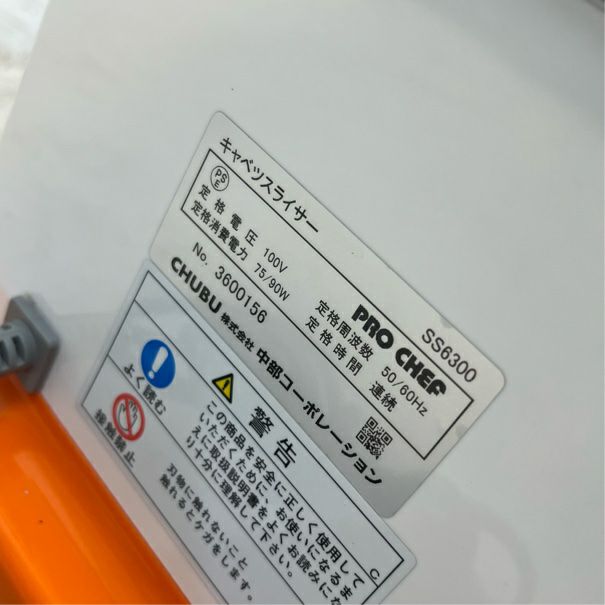 キャベツスライサー
SS6300
PS
E
PRO CHEF
定格電圧 100V 定格周波数 50/60Hz
定格消費電力 75/90W 定格時間 連続
No. 3600156
CHUBU 株式会社 中部コーポレーション
よく読む
接触禁止
警告
この商品を安全に正しく使用して
いただくために、お使いになるま
えに取扱説明書をよくお読みにな
り十分に理解して下さい。
刃物に触れないこと
触れるとケガをします。